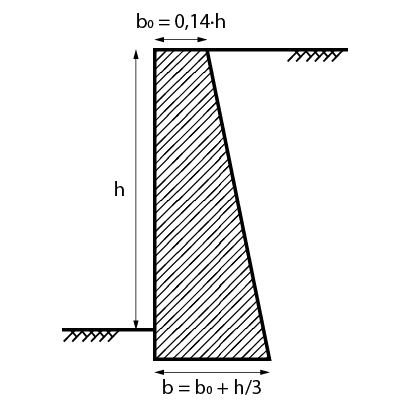 b₀ = 0,14·h
h
b = b₀ + h/3